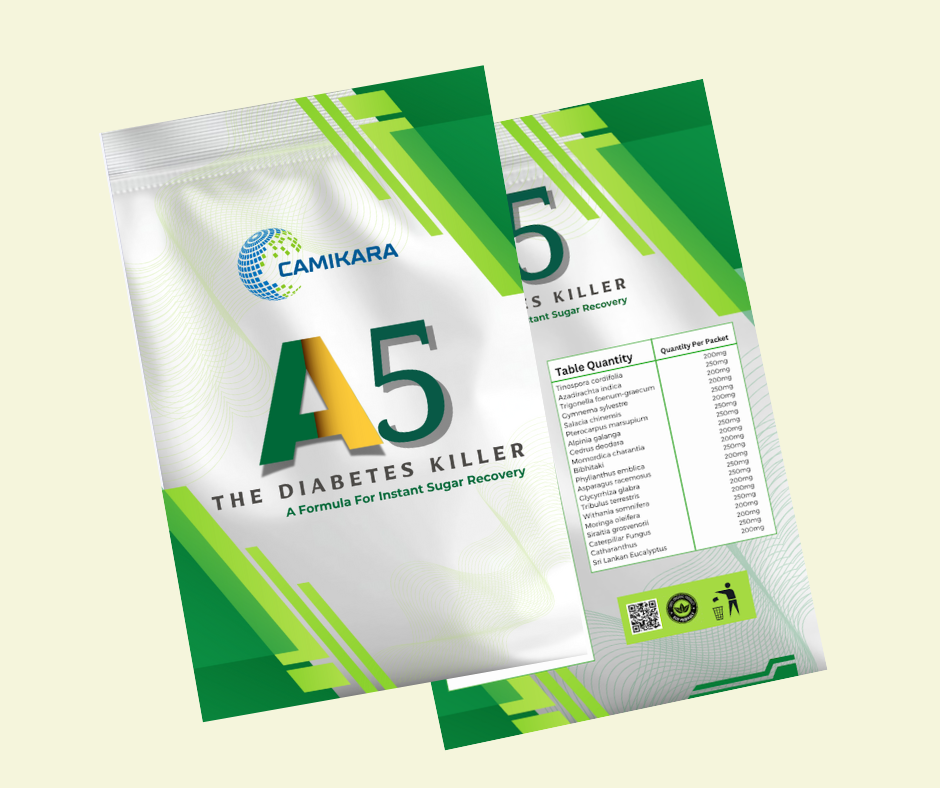 CAMIKARA
A5
THE DIABETES KILLER
A Formula For Instant Sugar Recovery
5
ES KILLER
tant Sugar Recovery
Table Quantity Quantity Per Packet
Tinospora cordifolia 200mg
Azadirachta indica 250mg
Trigonella foenum-graecum 200mg
Gymnema sylvestre 200mg
Salacia chinensis 250mg
Pterocarpus marsupium 200mg
Alpinia galanga 250mg
Cedrus deodara 250mg
Momordica charantia 200mg
Bibhitaki 200mg
Phyllanthus emblica 250mg
Asparagus racemosus 200mg
Glycyrrhiza glabra 250mg
Tribulus terrestris 200mg
Withania somnifera 200mg
Moringa oleifera 250mg
Siraitia grosvenorii 200mg
Caterpillar Fungus 200mg
Catharanthus 250mg
Sri Lankan Eucalyptus 200mg